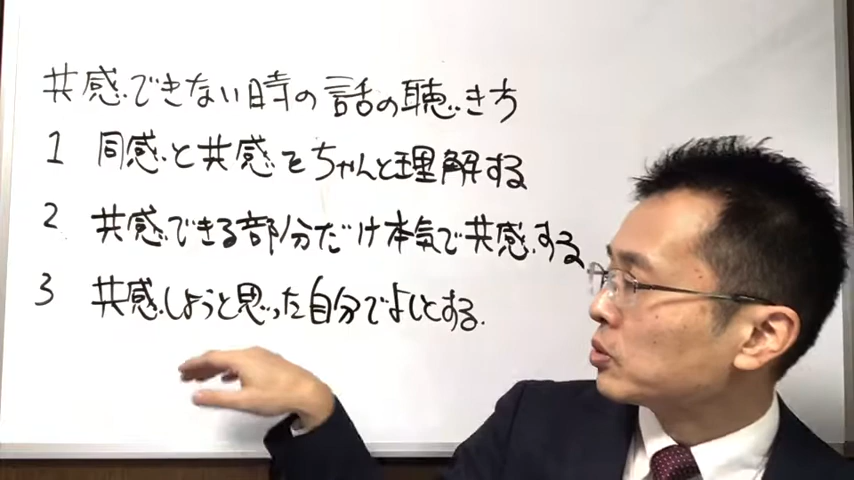 共感できない時の話の聴き方
1 同感と共感をちゃんと理解する
2 共感できる部分だけ本気で共感する
3 共感しようと思った自分でよしとする.